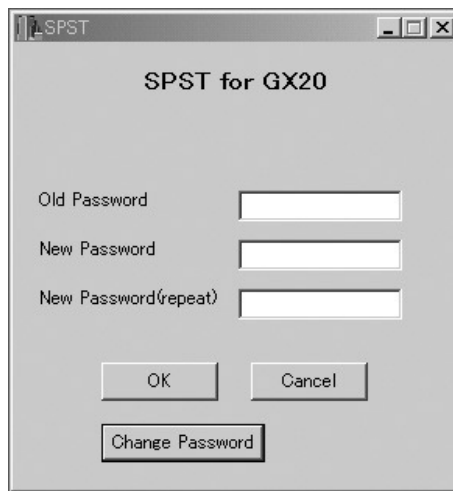 SPST
SPST for GX20
Old Password
New Password
New Password(repeat)
OK Cancel
Change Password